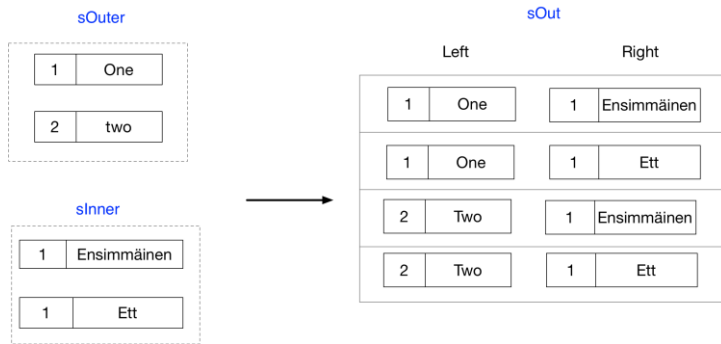 sOuter
1 One
2 two
sInner
1 Ensimmäinen
1 Ett
sOut
Left Right
1 One 1 Ensimmäinen
1 One 1 Ett
2 Two 1 Ensimmäinen
2 Two 1 Ett